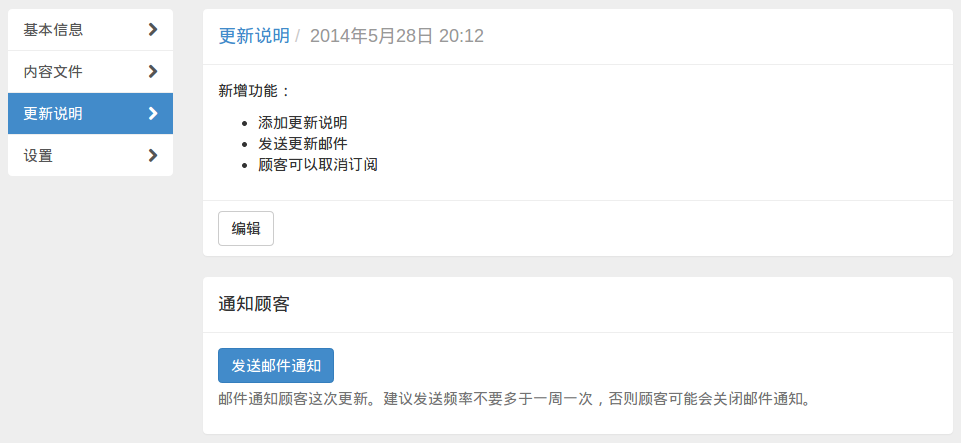 基本信息
内容文件
更新说明
设置
更新说明 / 2014年5月28日 20:12
新增功能：
• 添加更新说明
• 发送更新邮件
• 顾客可以取消订阅
编辑
通知顾客
发送邮件通知
邮件通知顾客这次更新。建议发送频率不要多于一周一次，否则顾客可能会关闭邮件通知。